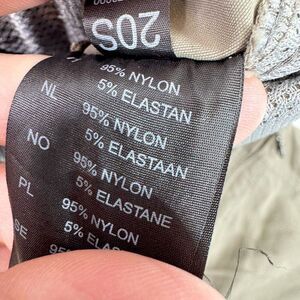 20S
95% NYLON
5% ELASTAN
NL
95% NYLON
5% ELASTAAN
NO
95% NYLON
5% ELASTANE
PL
95% NYLON
SE
5% ELAST